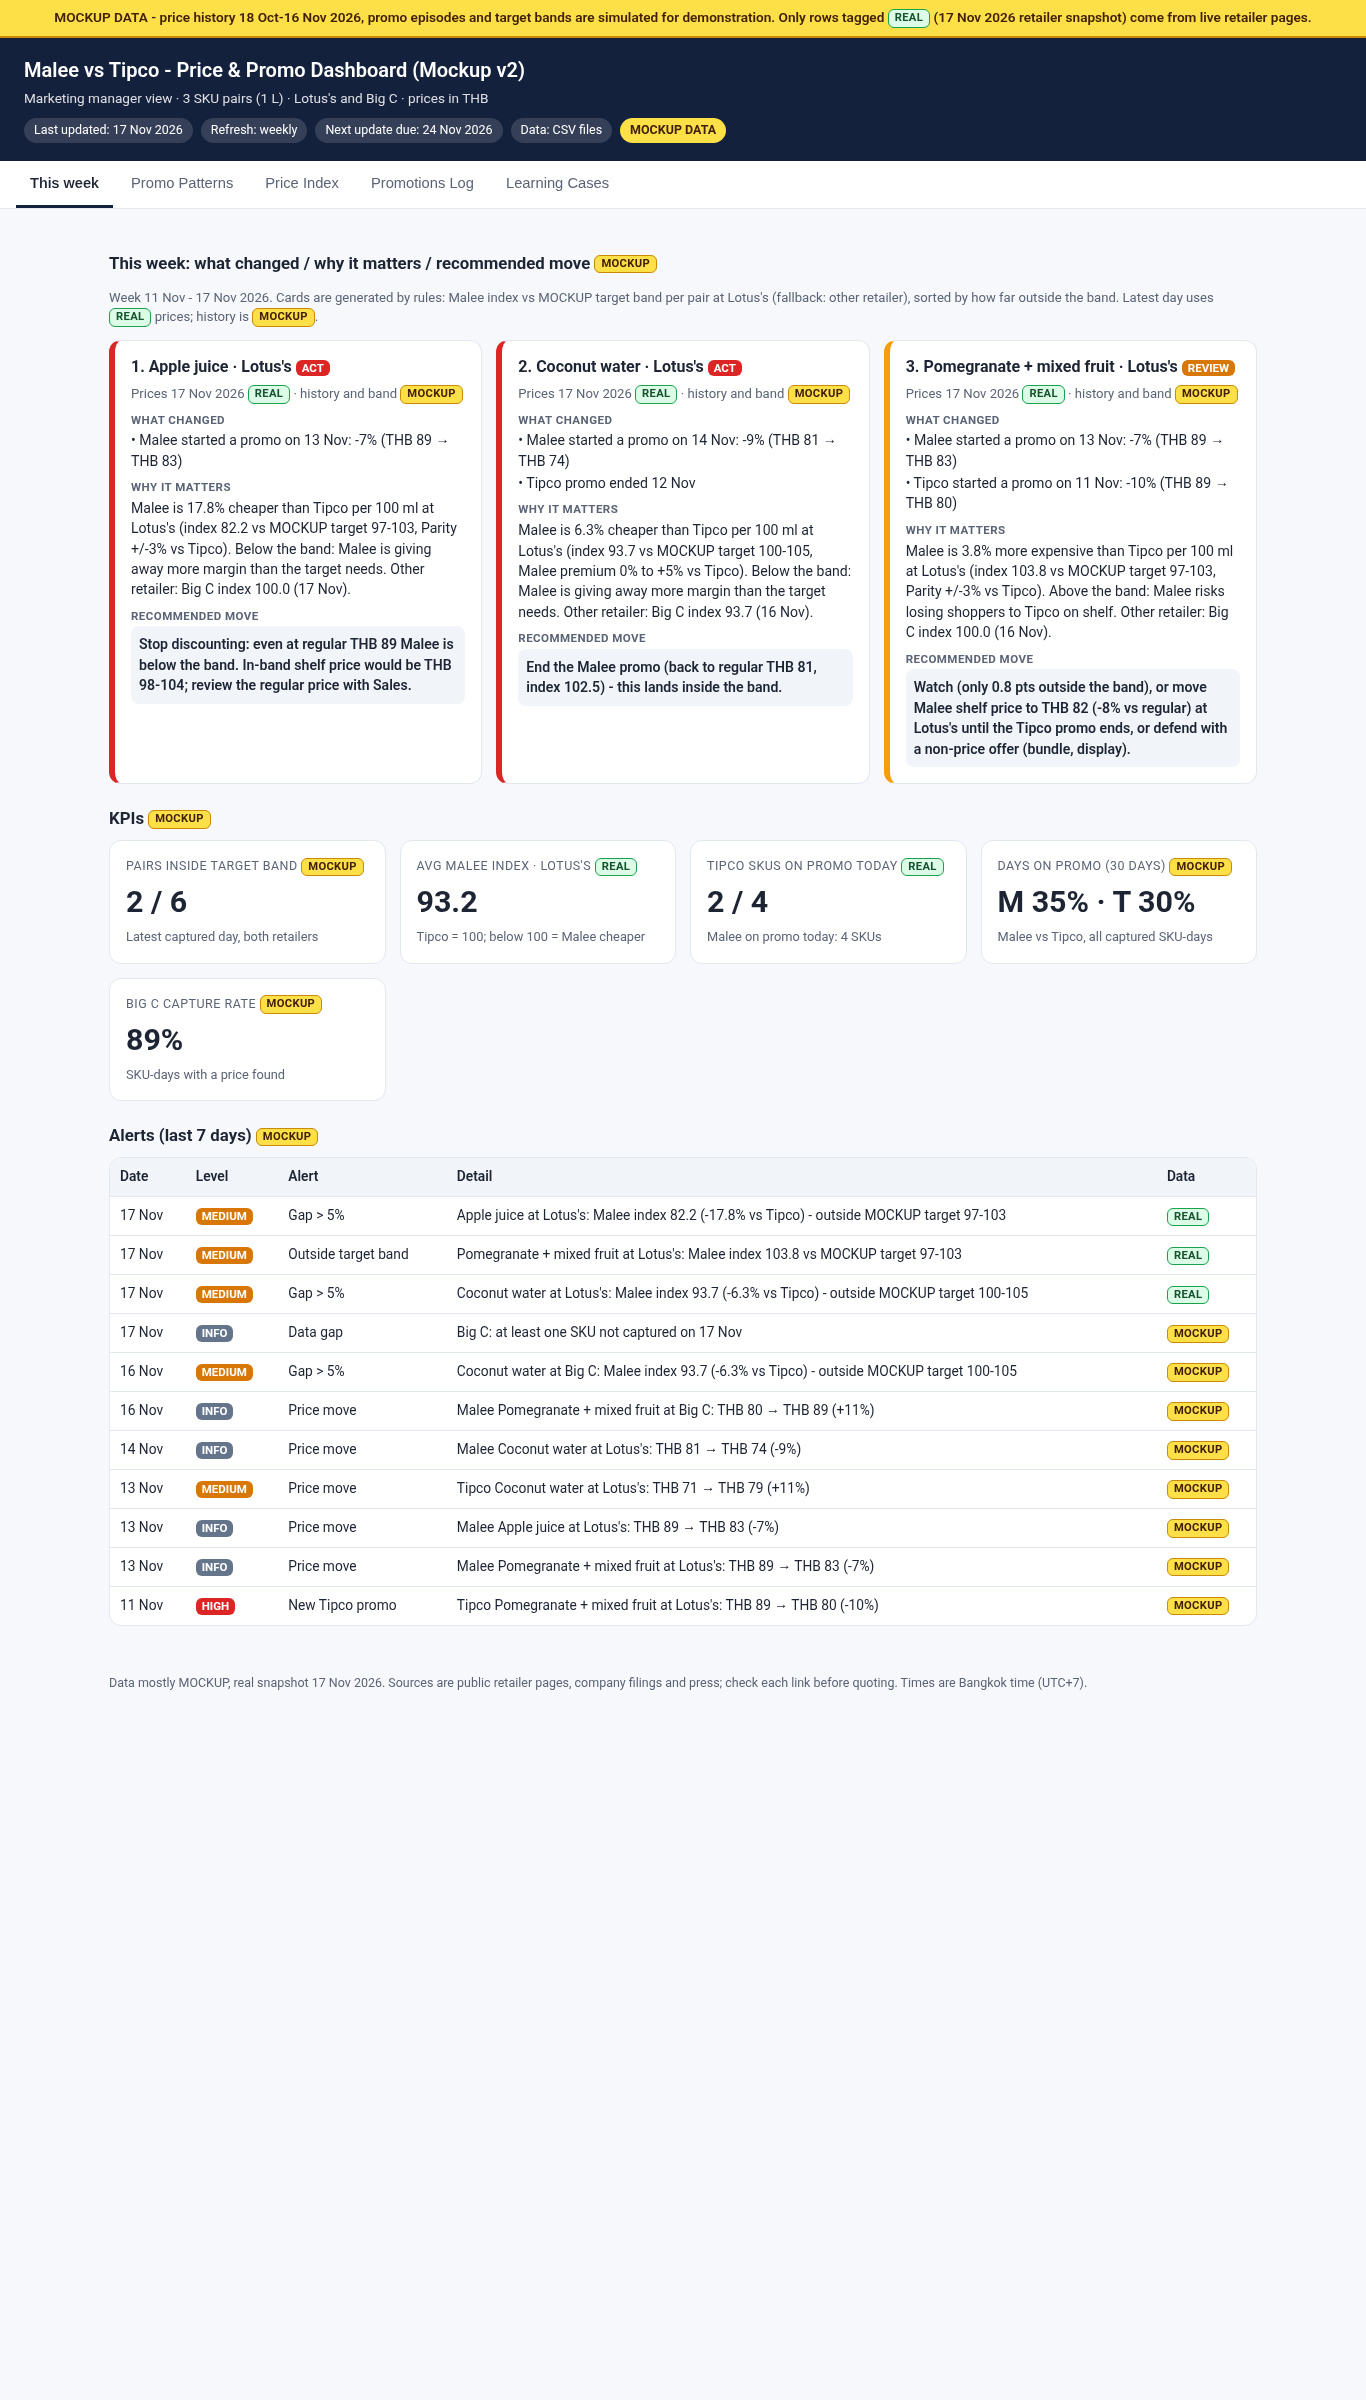 MOCKUP DATA - price history 18 Oct-16 Nov 2026, promo episodes and target bands are simulated for demonstration. Only rows tagged REAL (17 Nov 2026 retailer snapshot) come from live retailer pages.
Malee vs Tipco - Price & Promo Dashboard (Mockup v2)
Marketing manager view · 3 SKU pairs (1 L) · Lotus's and Big C · prices in THB
Last updated: 17 Nov 2026 Refresh: weekly Next update due: 24 Nov 2026 Data: CSV files MOCKUP DATA
This week Promo Patterns Price Index Promotions Log Learning Cases
This week: what changed / why it matters / recommended move MOCKUP
Week 11 Nov - 17 Nov 2026. Cards are generated by rules: Malee index vs MOCKUP target band per pair at Lotus's (fallback: other retailer), sorted by how far outside the band. Latest day uses
REAL prices; history is MOCKUP.
1. Apple juice · Lotus's ACT
Prices 17 Nov 2026 REAL · history and band MOCKUP
WHAT CHANGED
• Malee started a promo on 13 Nov: -7% (THB 89 →
THB 83)
WHY IT MATTERS
Malee is 17.8% cheaper than Tipco per 100 ml at
Lotus's (index 82.2 vs MOCKUP target 97-103, Parity
+/-3% vs Tipco). Below the band: Malee is giving
away more margin than the target needs. Other
retailer: Big C index 100.0 (17 Nov).
RECOMMENDED MOVE
Stop discounting: even at regular THB 89 Malee is
below the band. In-band shelf price would be THB
98-104; review the regular price with Sales.
2. Coconut water · Lotus's ACT
Prices 17 Nov 2026 REAL · history and band MOCKUP
WHAT CHANGED
• Malee started a promo on 14 Nov: -9% (THB 81 →
THB 74)
• Tipco promo ended 12 Nov
WHY IT MATTERS
Malee is 6.3% cheaper than Tipco per 100 ml at
Lotus's (index 93.7 vs MOCKUP target 100-105,
Malee premium 0% to +5% vs Tipco). Below the band:
Malee is giving away more margin than the target
needs. Other retailer: Big C index 93.7 (16 Nov).
RECOMMENDED MOVE
End the Malee promo (back to regular THB 81,
index 102.5) - this lands inside the band.
3. Pomegranate + mixed fruit · Lotus's REVIEW
Prices 17 Nov 2026 REAL · history and band MOCKUP
WHAT CHANGED
• Malee started a promo on 13 Nov: -7% (THB 89 →
THB 83)
• Tipco started a promo on 11 Nov: -10% (THB 89 →
THB 80)
WHY IT MATTERS
Malee is 3.8% more expensive than Tipco per 100 ml
at Lotus's (index 103.8 vs MOCKUP target 97-103,
Parity +/-3% vs Tipco). Above the band: Malee risks
losing shoppers to Tipco on shelf. Other retailer: Big
C index 100.0 (16 Nov).
RECOMMENDED MOVE
Watch (only 0.8 pts outside the band), or move
Malee shelf price to THB 82 (-8% vs regular) at
Lotus's until the Tipco promo ends, or defend with
a non-price offer (bundle, display).
KPIs MOCKUP
PAIRS INSIDE TARGET BAND MOCKUP
2 / 6
Latest captured day, both retailers
AVG MALEE INDEX · LOTUS'S REAL
93.2
Tipco = 100; below 100 = Malee cheaper
TIPCO SKUS ON PROMO TODAY REAL
2 / 4
Malee on promo today: 4 SKUs
DAYS ON PROMO (30 DAYS) MOCKUP
M 35% · T 30%
Malee vs Tipco, all captured SKU-days
BIG C CAPTURE RATE MOCKUP
89%
SKU-days with a price found
Alerts (last 7 days) MOCKUP
Date Level Alert Detail Data
17 Nov MEDIUM Gap > 5% Apple juice at Lotus's: Malee index 82.2 (-17.8% vs Tipco) - outside MOCKUP target 97-103 REAL
17 Nov MEDIUM Outside target band Pomegranate + mixed fruit at Lotus's: Malee index 103.8 vs MOCKUP target 97-103 REAL
17 Nov MEDIUM Gap > 5% Coconut water at Lotus's: Malee index 93.7 (-6.3% vs Tipco) - outside MOCKUP target 100-105 REAL
17 Nov INFO Data gap Big C: at least one SKU not captured on 17 Nov MOCKUP
16 Nov MEDIUM Gap > 5% Coconut water at Big C: Malee index 93.7 (-6.3% vs Tipco) - outside MOCKUP target 100-105 MOCKUP
16 Nov INFO Price move Malee Pomegranate + mixed fruit at Big C: THB 80 → THB 89 (+11%) MOCKUP
14 Nov INFO Price move Malee Coconut water at Lotus's: THB 81 → THB 74 (-9%) MOCKUP
13 Nov MEDIUM Price move Tipco Coconut water at Lotus's: THB 71 → THB 79 (+11%) MOCKUP
13 Nov INFO Price move Malee Apple juice at Lotus's: THB 89 → THB 83 (-7%) MOCKUP
13 Nov INFO Price move Malee Pomegranate + mixed fruit at Lotus's: THB 89 → THB 83 (-7%) MOCKUP
11 Nov HIGH New Tipco promo Tipco Pomegranate + mixed fruit at Lotus's: THB 89 → THB 80 (-10%) MOCKUP
Data mostly MOCKUP, real snapshot 17 Nov 2026. Sources are public retailer pages, company filings and press; check each link before quoting. Times are Bangkok time (UTC+7).